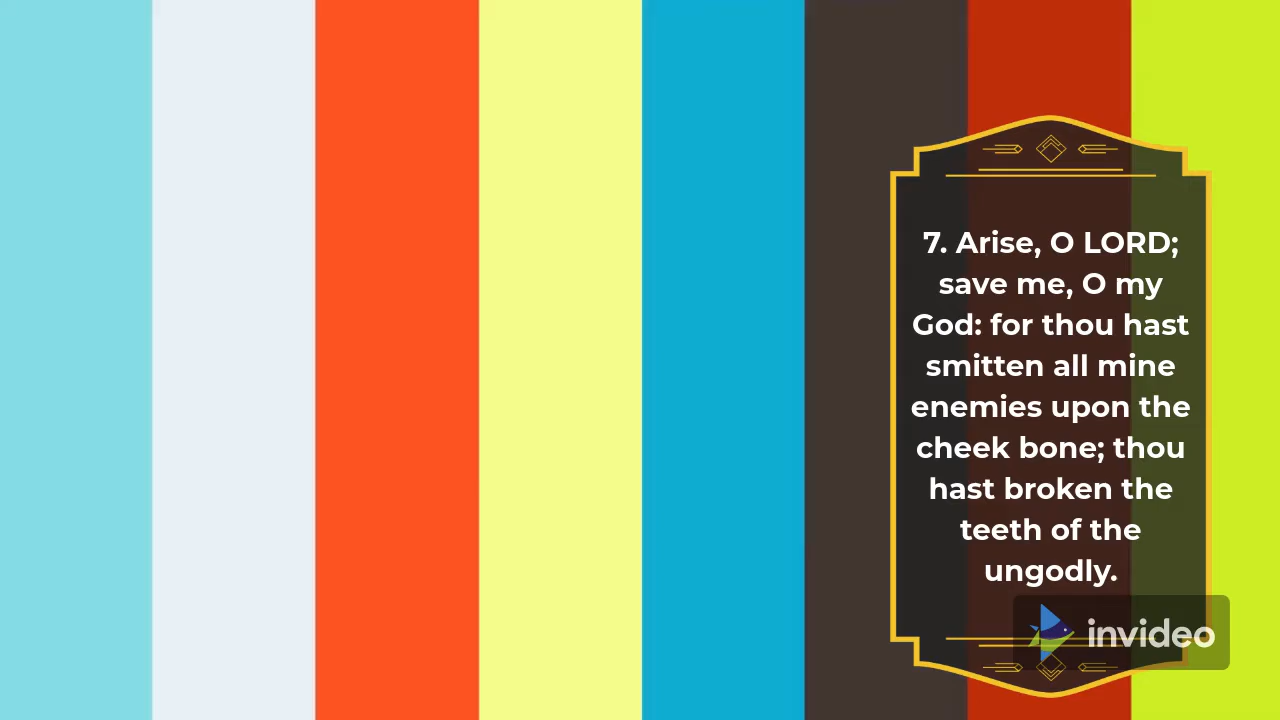 7. Arise, O LORD;
save me, O my
God: for thou hast
smitten all mine
enemies upon the
cheek bone; thou
hast broken the
teeth of the
ungodly.
invideo